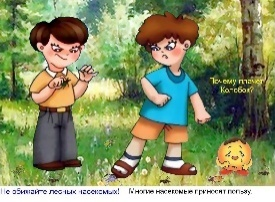 Почему плачет
Колобок?
Не обижайте лесных насекомых! Многие насекомые приносят пользу.